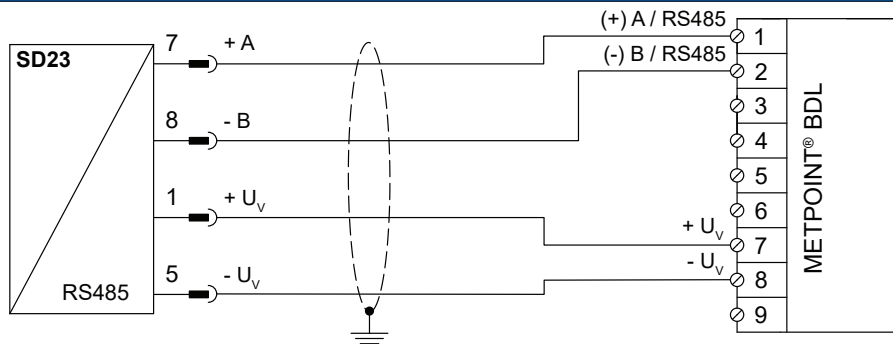 SD23
RS485
7 + A
8 - B
1 + Uᵥ
5 - Uᵥ
(+) A / RS485
(-) B / RS485
+ Uᵥ
- Uᵥ
1
2
3
4
5
6
7
8
9
METPOINT® BDL